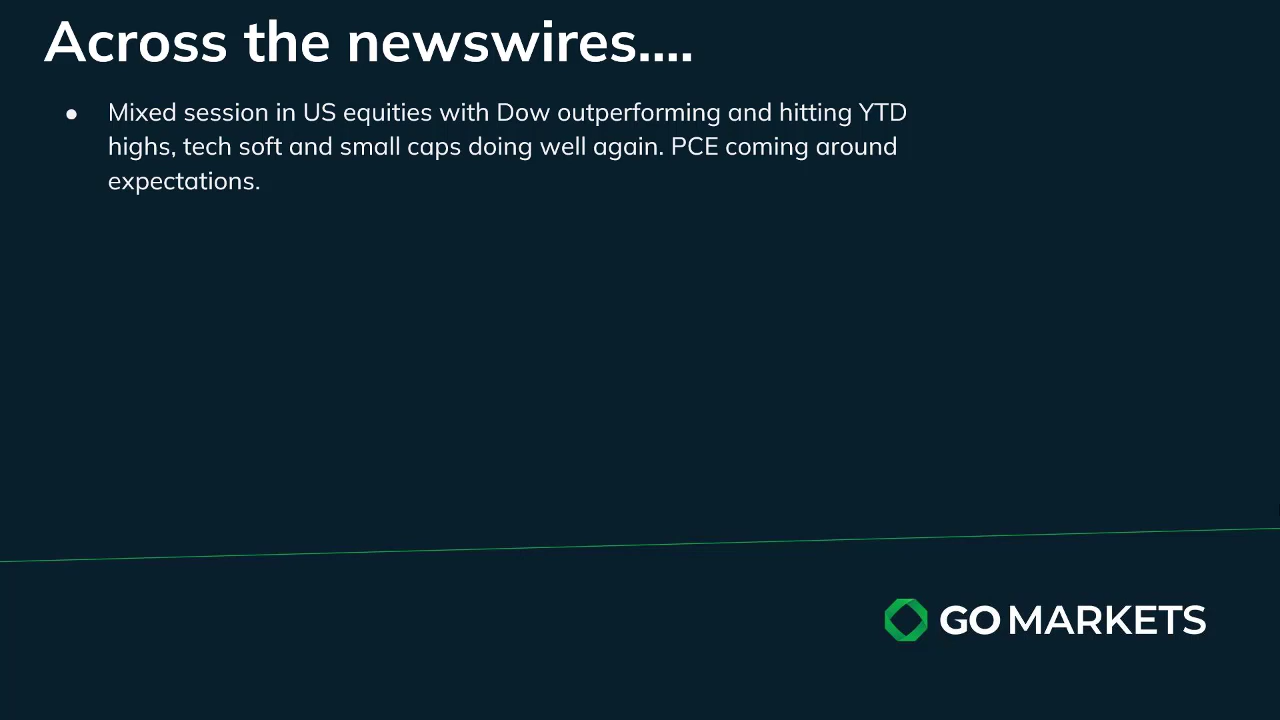 Across the newswires....
● Mixed session in US equities with Dow outperforming and hitting YTD
highs, tech soft and small caps doing well again. PCE coming around
expectations.
GO MARKETS